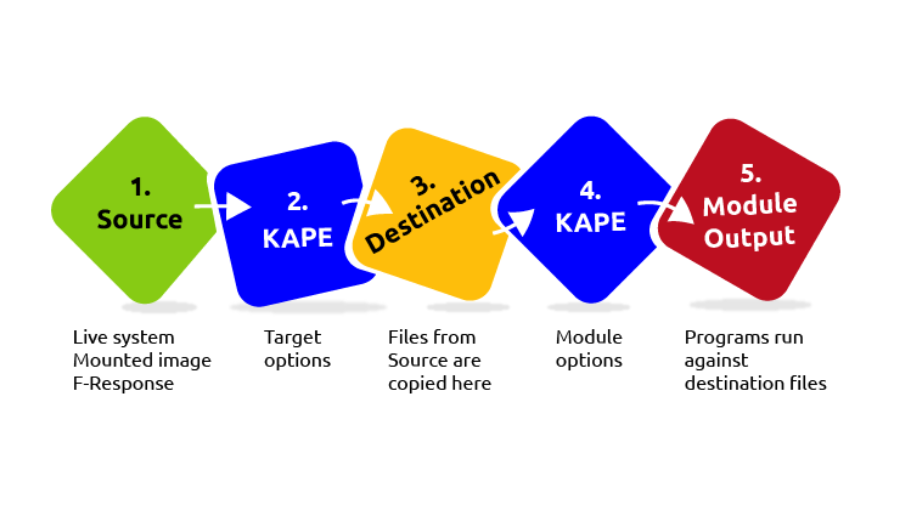 1.
Source
2.
KAPE
3.
Destination
4.
KAPE
5.
Module
Output
Live system
Mounted image
F-Response
Target
options
Files from
Source are
copied here
Module
options
Programs run
against
destination files